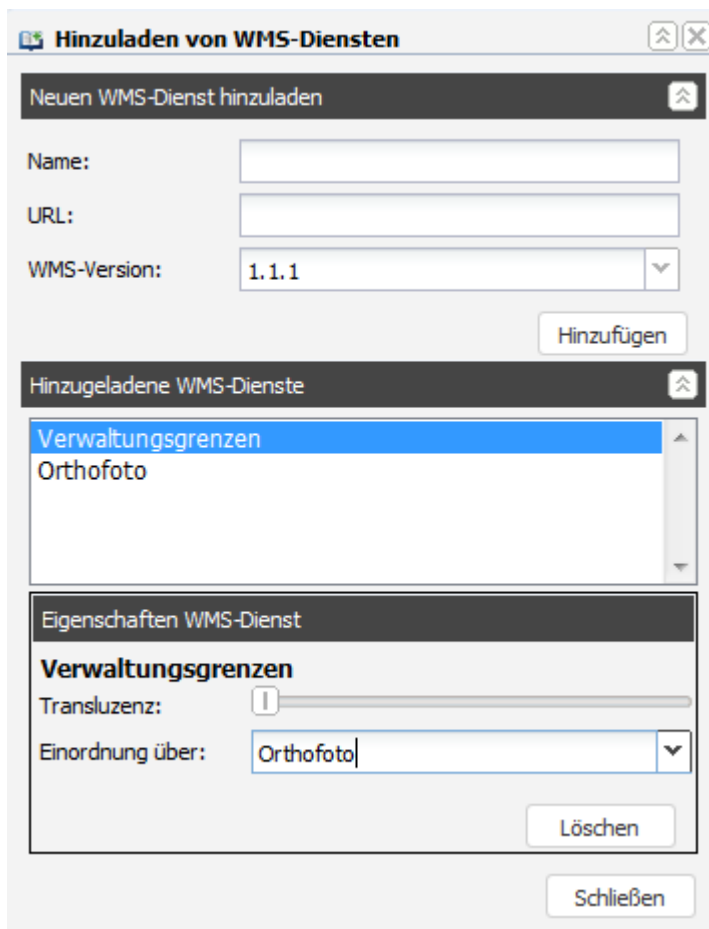 Hinzuladen von WMS-Diensten
Neuen WMS-Dienst hinzuladen
Name:
URL:
WMS-Version: 1.1.1
Hinzufügen
Hinzugeladene WMS-Dienste
Verwaltungsgrenzen
Orthofoto
Eigenschaften WMS-Dienst
Verwaltungsgrenzen
Transluzenz:
Einordnung über: Orthofoto
Löschen
Schließen